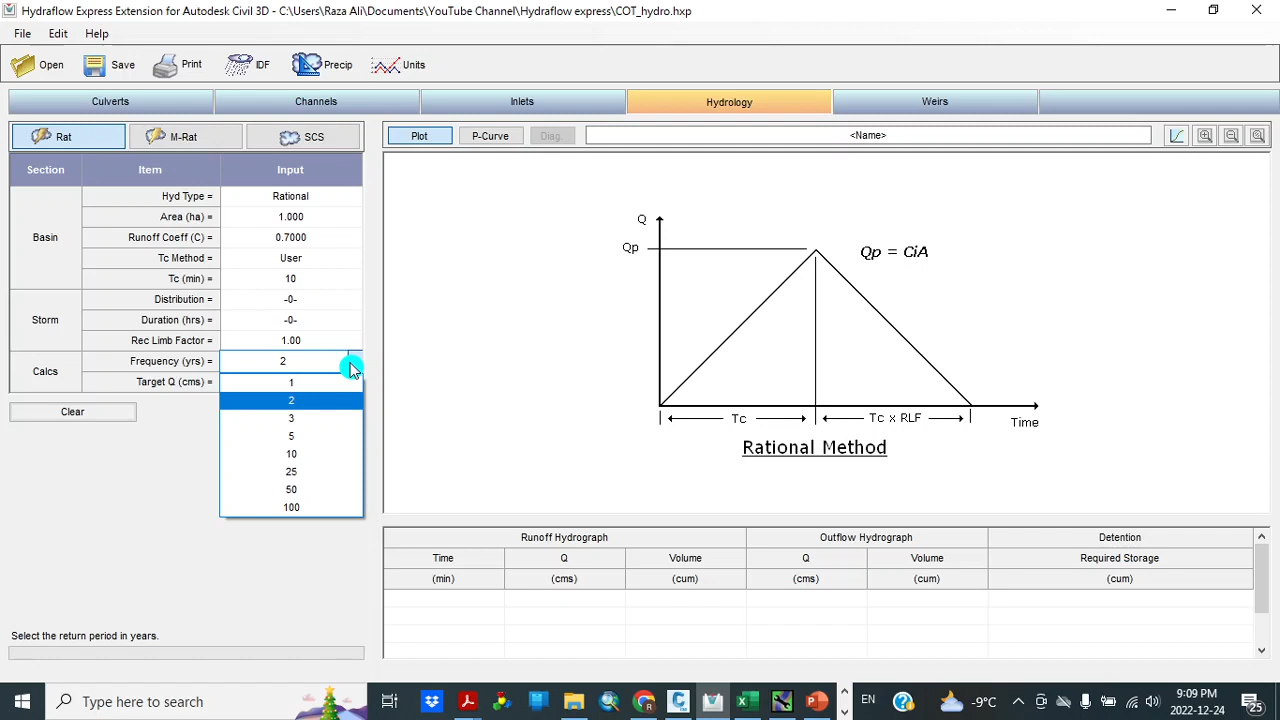 Hydraflow Express Extension for Autodesk Civil 3D - C:\Users\Raza Ali\Documents\YouTube Channel\Hydraflow express\COT_hydro.hxp
File Edit Help
Open Save Print IDF Precip Units
Culverts Channels Inlets Hydrology Weirs
Rat M-Rat SCS
Plot P-Curve Diag. <Name>
Section Item Input
Basin
Hyd Type = Rational
Area (ha) = 1.000
Runoff Coeff (C) = 0.7000
Tc Method = User
Tc (min) = 10
Storm
Distribution = -0-
Duration (hrs) = -0-
Rec Limb Factor = 1.00
Calcs
Frequency (yrs) = 2
Target Q (cms) =
1
2
3
5
10
25
50
100
Clear
Q
Qp
Qp = CiA
Tc
Tc x RLF
Time
Rational Method
Runoff Hydrograph Outflow Hydrograph Detention
Time Q Volume Q Volume Required Storage
(min) (cms) (cum) (cms) (cum) (cum)
Select the return period in years.
Type here to search
EN
-9°C
9:09 PM
2022-12-24
25